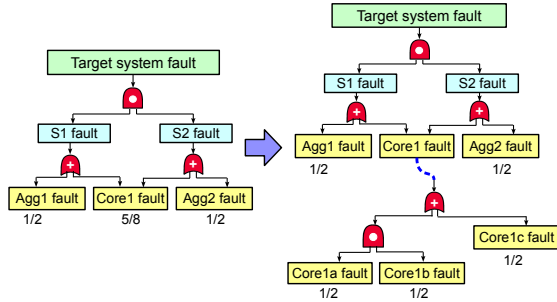 Target system fault
S1 fault
S2 fault
Agg1 fault
Core1 fault
Agg2 fault
1/2
5/8
1/2
Target system fault
S1 fault
S2 fault
Agg1 fault
Core1 fault
Agg2 fault
1/2
1/2
Core1c fault
1/2
Core1a fault
Core1b fault
1/2
1/2